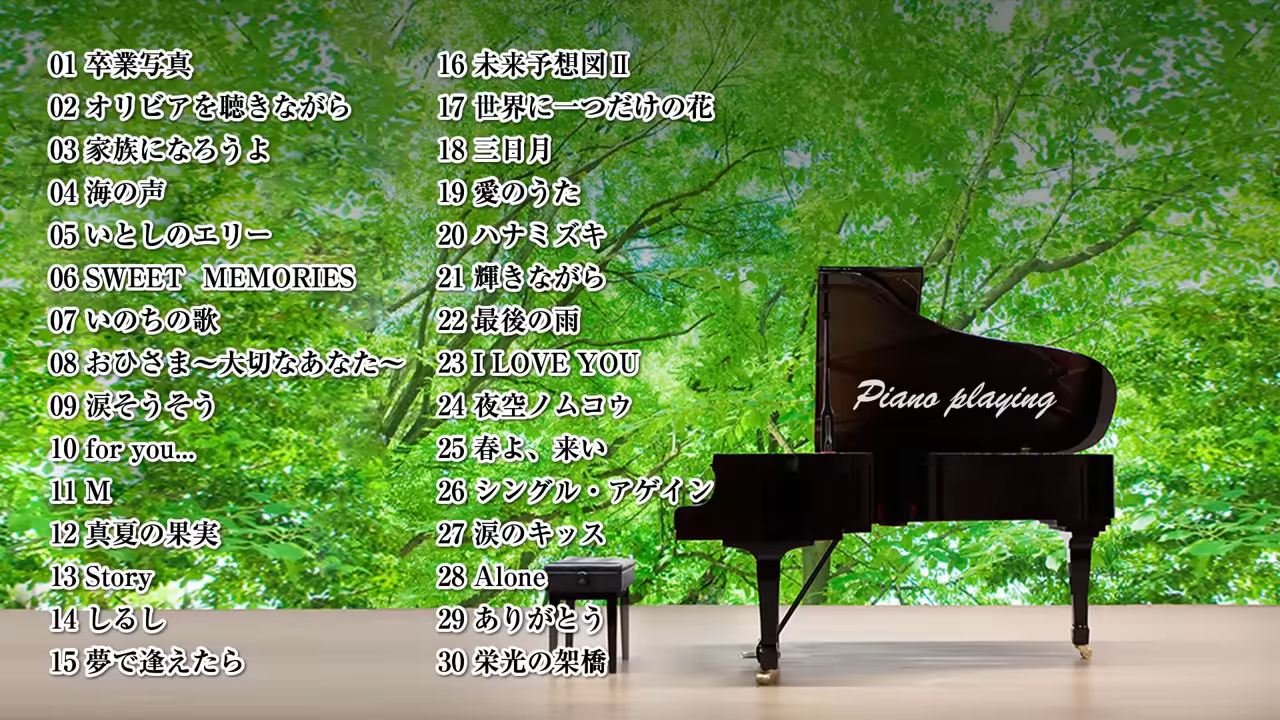 01 卒業写真
02 オリビアを聴きながら
03 家族になろうよ
04 海の声
05 いとしのエリー
06 SWEET　MEMORIES
07 いのちの歌
08 おひさま～大切なあなた～
09 涙そうそう
10 for you...
11 M
12 真夏の果実
13 Story
14 しるし
15 夢で逢えたら
16 未来予想図Ⅱ
17 世界に一つだけの花
18 三日月
19 愛のうた
20 ハナミズキ
21 輝きながら
22 最後の雨
23 I LOVE YOU
24 夜空ノムコウ
25 春よ、来い
26 シングル・アゲイン
27 涙のキッス
28 Alone
29 ありがとう
30 栄光の架橋
Piano playing